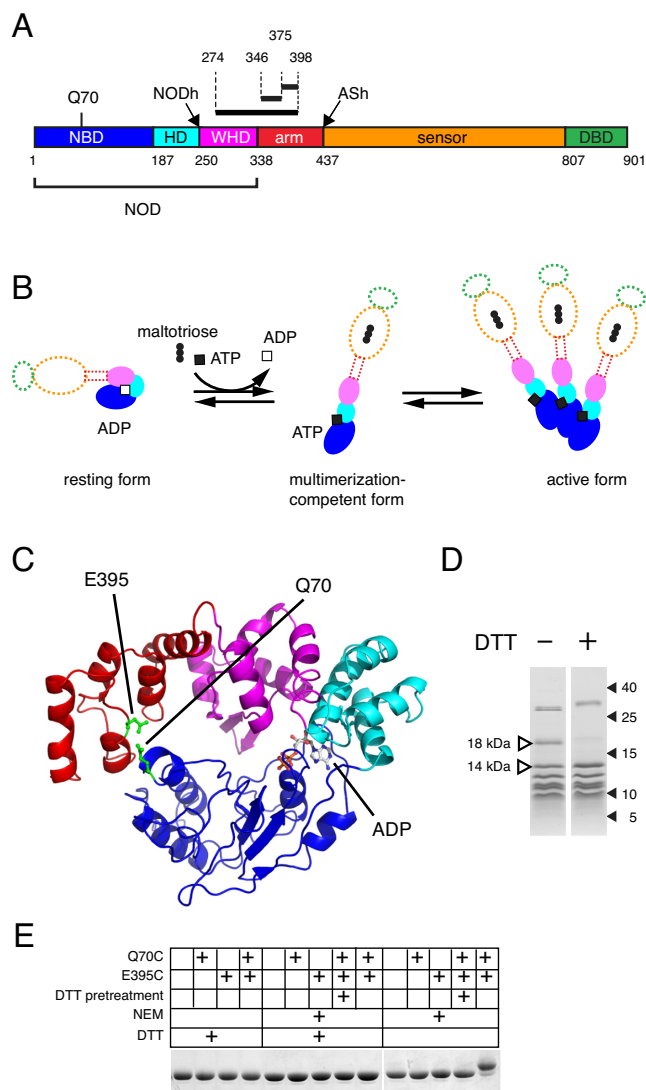 A
375
274 346 398
Q70 NODh ASh
NBD HD WHD arm sensor DBD
1 187 250 338 437 807 901
NOD
B
maltotriose
ATP
ADP
ADP
ATP
resting form
multimerization-
competent form
active form
C
E395
Q70
ADP
D
DTT − +
40
25
18 kDa
15
14 kDa
10
5
E
Q70C + + + + + + + +
E395C + + + + + + + +
DTT pretreatment + +
NEM + +
DTT + +